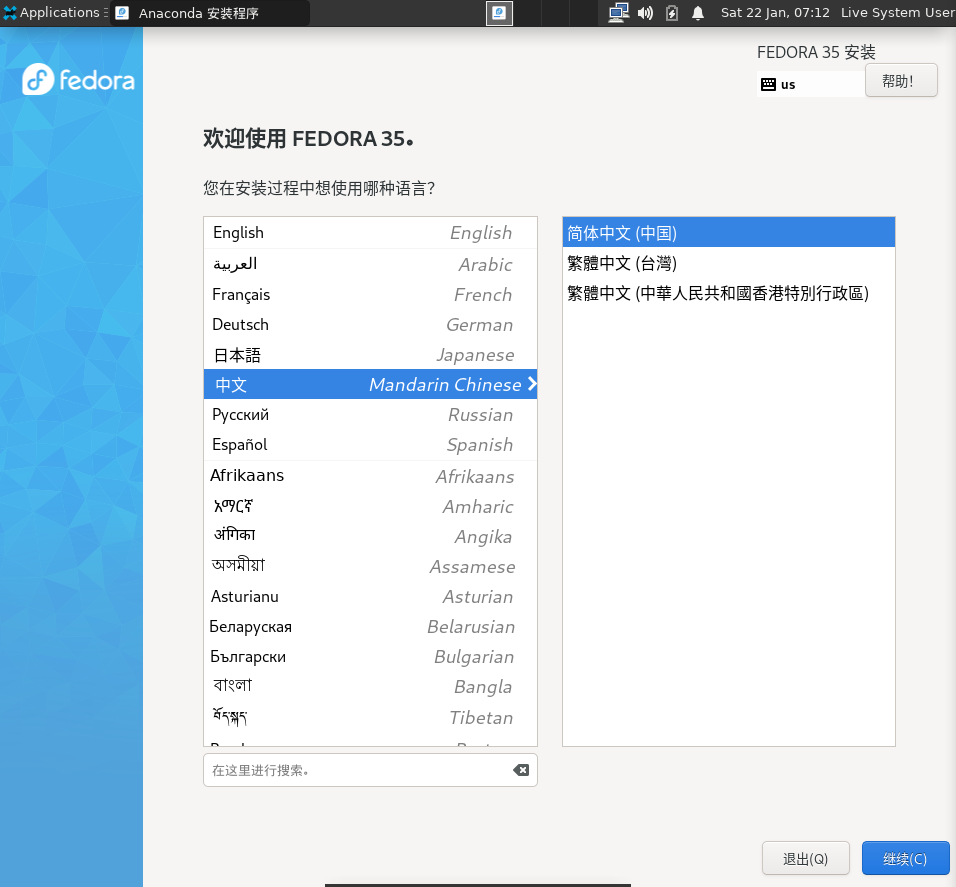 Applications
Anaconda 安装程序
Sat 22 Jan, 07:12
Live System User
fedora
FEDORA 35 安装
us
帮助!
欢迎使用 FEDORA 35。
您在安装过程中想使用哪种语言?
English English
العربية Arabic
Français French
Deutsch German
日本語 Japanese
中文 Mandarin Chinese
Русский Russian
Español Spanish
Afrikaans Afrikaans
አማርኛ Amharic
अंगिका Angika
অসমীয়া Assamese
Asturianu Asturian
Беларуская Belarusian
Български Bulgarian
বাংলা Bangla
བོད་སྐད་ Tibetan
简体中文 (中国)
繁體中文 (台灣)
繁體中文 (中華人民共和國香港特別行政區)
在这里进行搜索。
退出(Q)
继续(C)